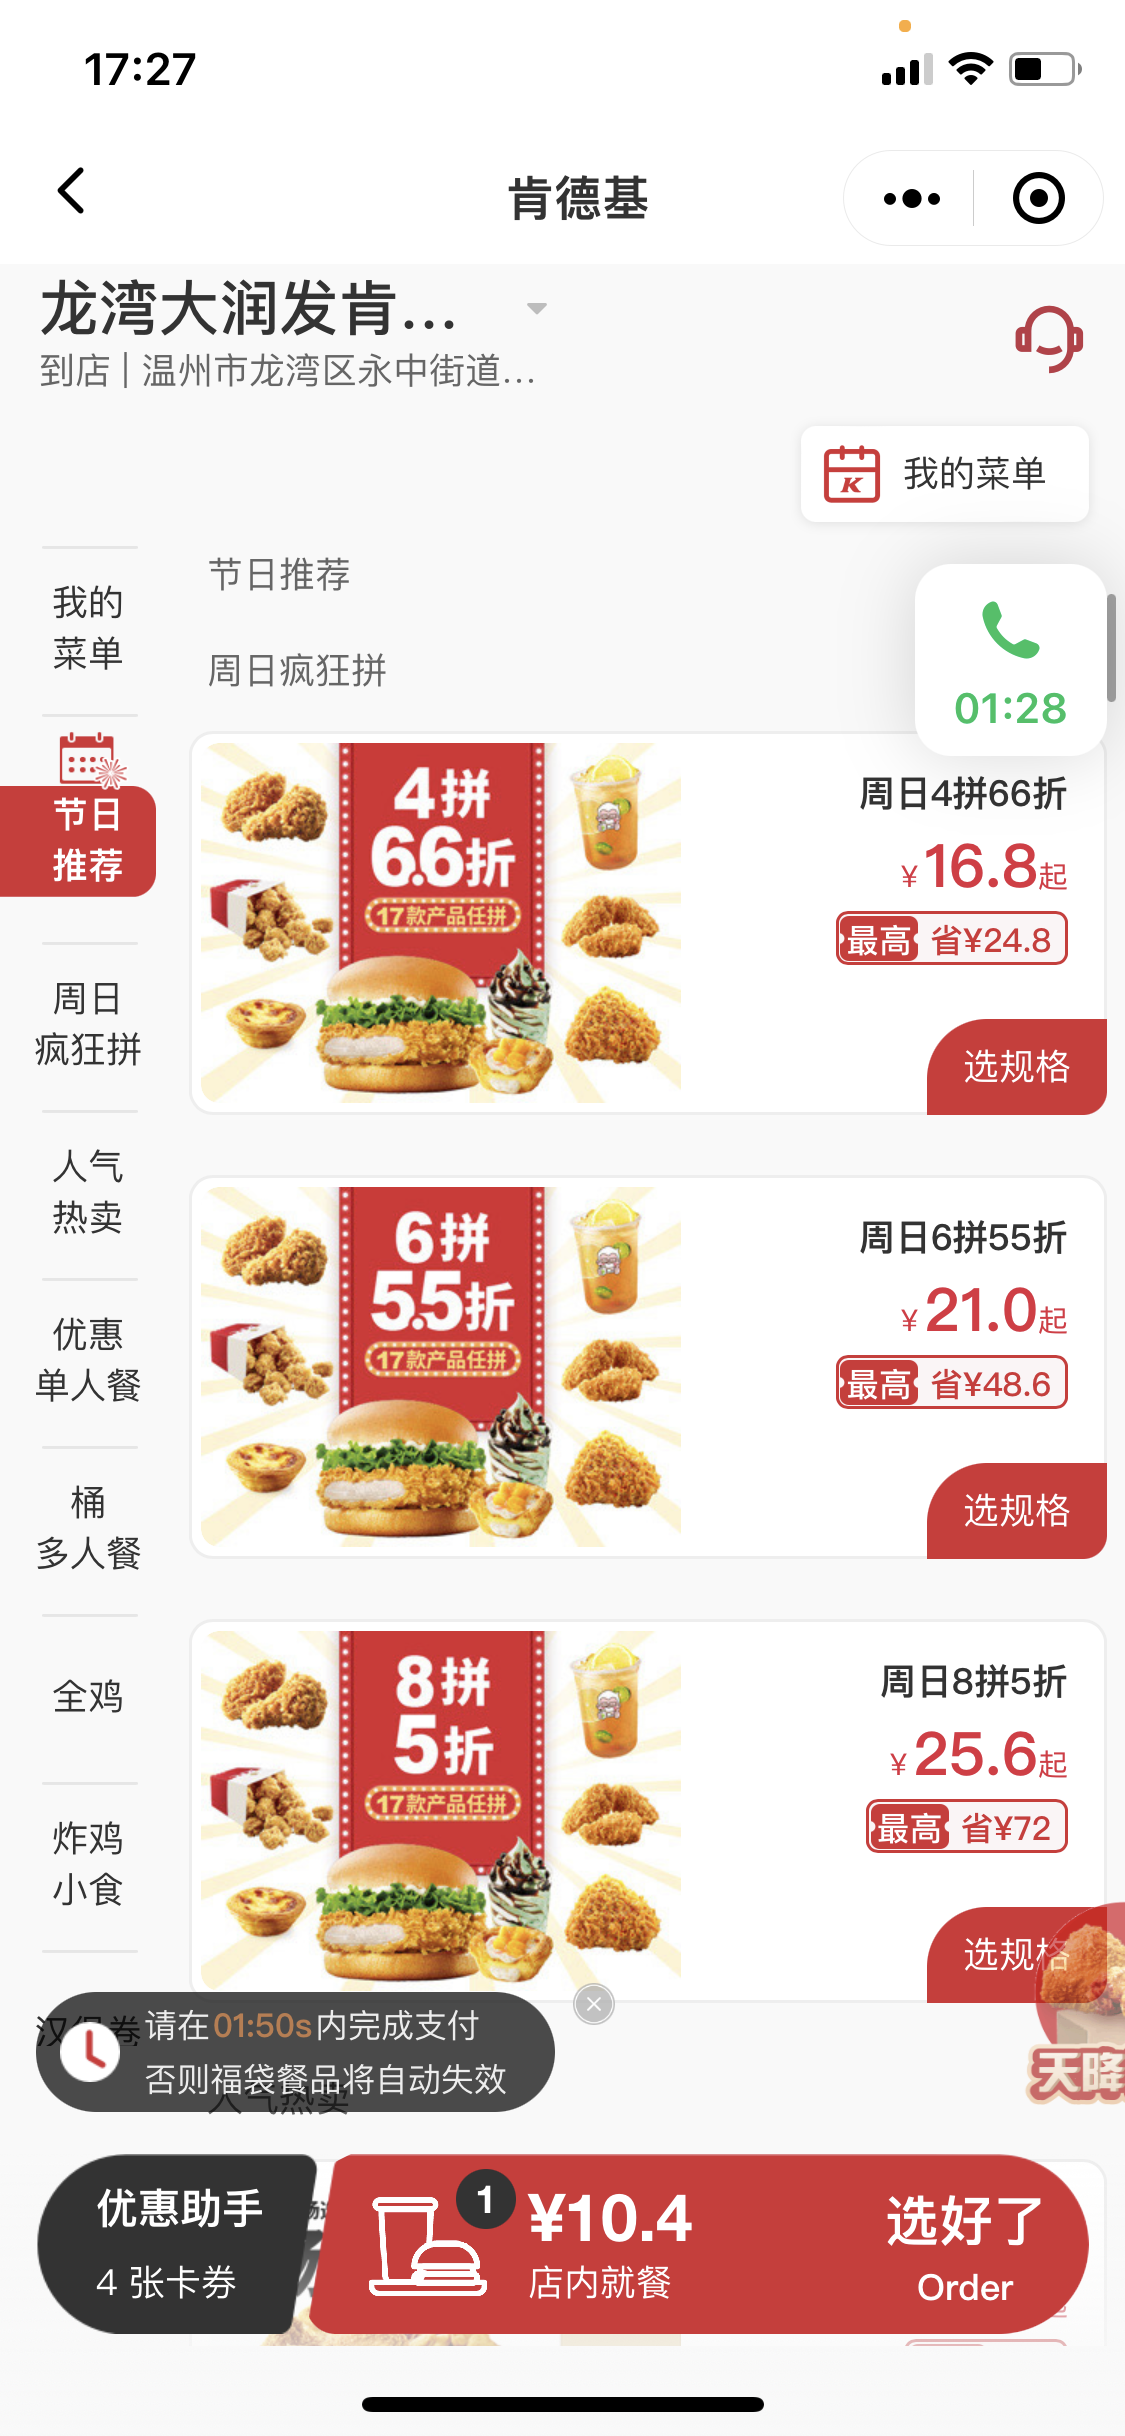 17:27
肯德基
龙湾大润发肯...
到店 | 温州市龙湾区永中街道...
我的菜单
01:28
我的
菜单
节日
推荐
周日
疯狂拼
人气
热卖
优惠
单人餐
桶
多人餐
全鸡
炸鸡
小食
汉堡卷
节日推荐
周日疯狂拼
4拼
6.6折
17款产品任拼
周日4拼66折
¥16.8起
最高 省¥24.8
选规格
6拼
5.5折
17款产品任拼
周日6拼55折
¥21.0起
最高 省¥48.6
选规格
8拼
5折
17款产品任拼
周日8拼5折
¥25.6起
最高 省¥72
选规格
天降
请在01:50s内完成支付
否则福袋餐品将自动失效
人气热卖
优惠助手
4 张卡券
1
¥10.4
店内就餐
选好了
Order